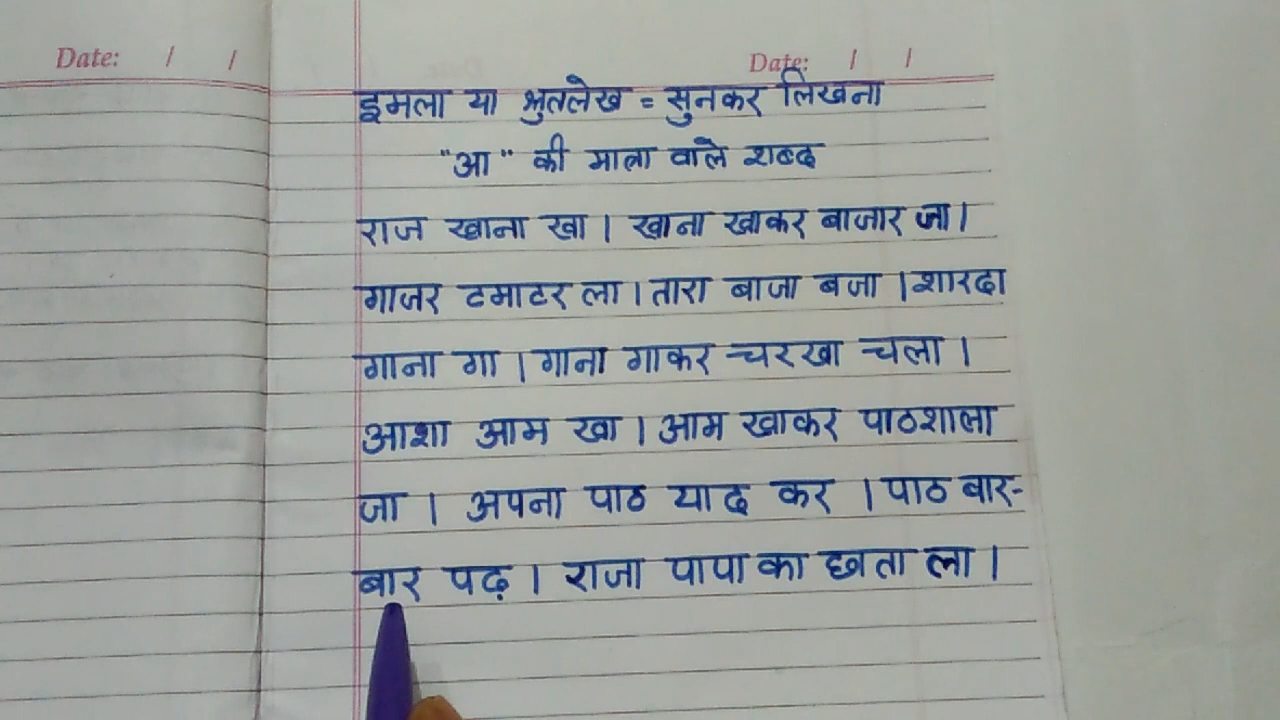 Date: / /
Date: / /
इमला या श्रुतलेख = सुनकर लिखना
"आ" की मात्रा वाले शब्द
राज खाना खा । खाना खाकर बाजार जा ।
गाजर टमाटर ला । तारा बाजा बजा । शारदा
गाना गा । गाना गाकर चरखा चला ।
आशा आम खा । आम खाकर पाठशाला
जा । अपना पाठ याद कर । पाठ बार-
बार पढ़ । राजा पापा का छाता ला ।